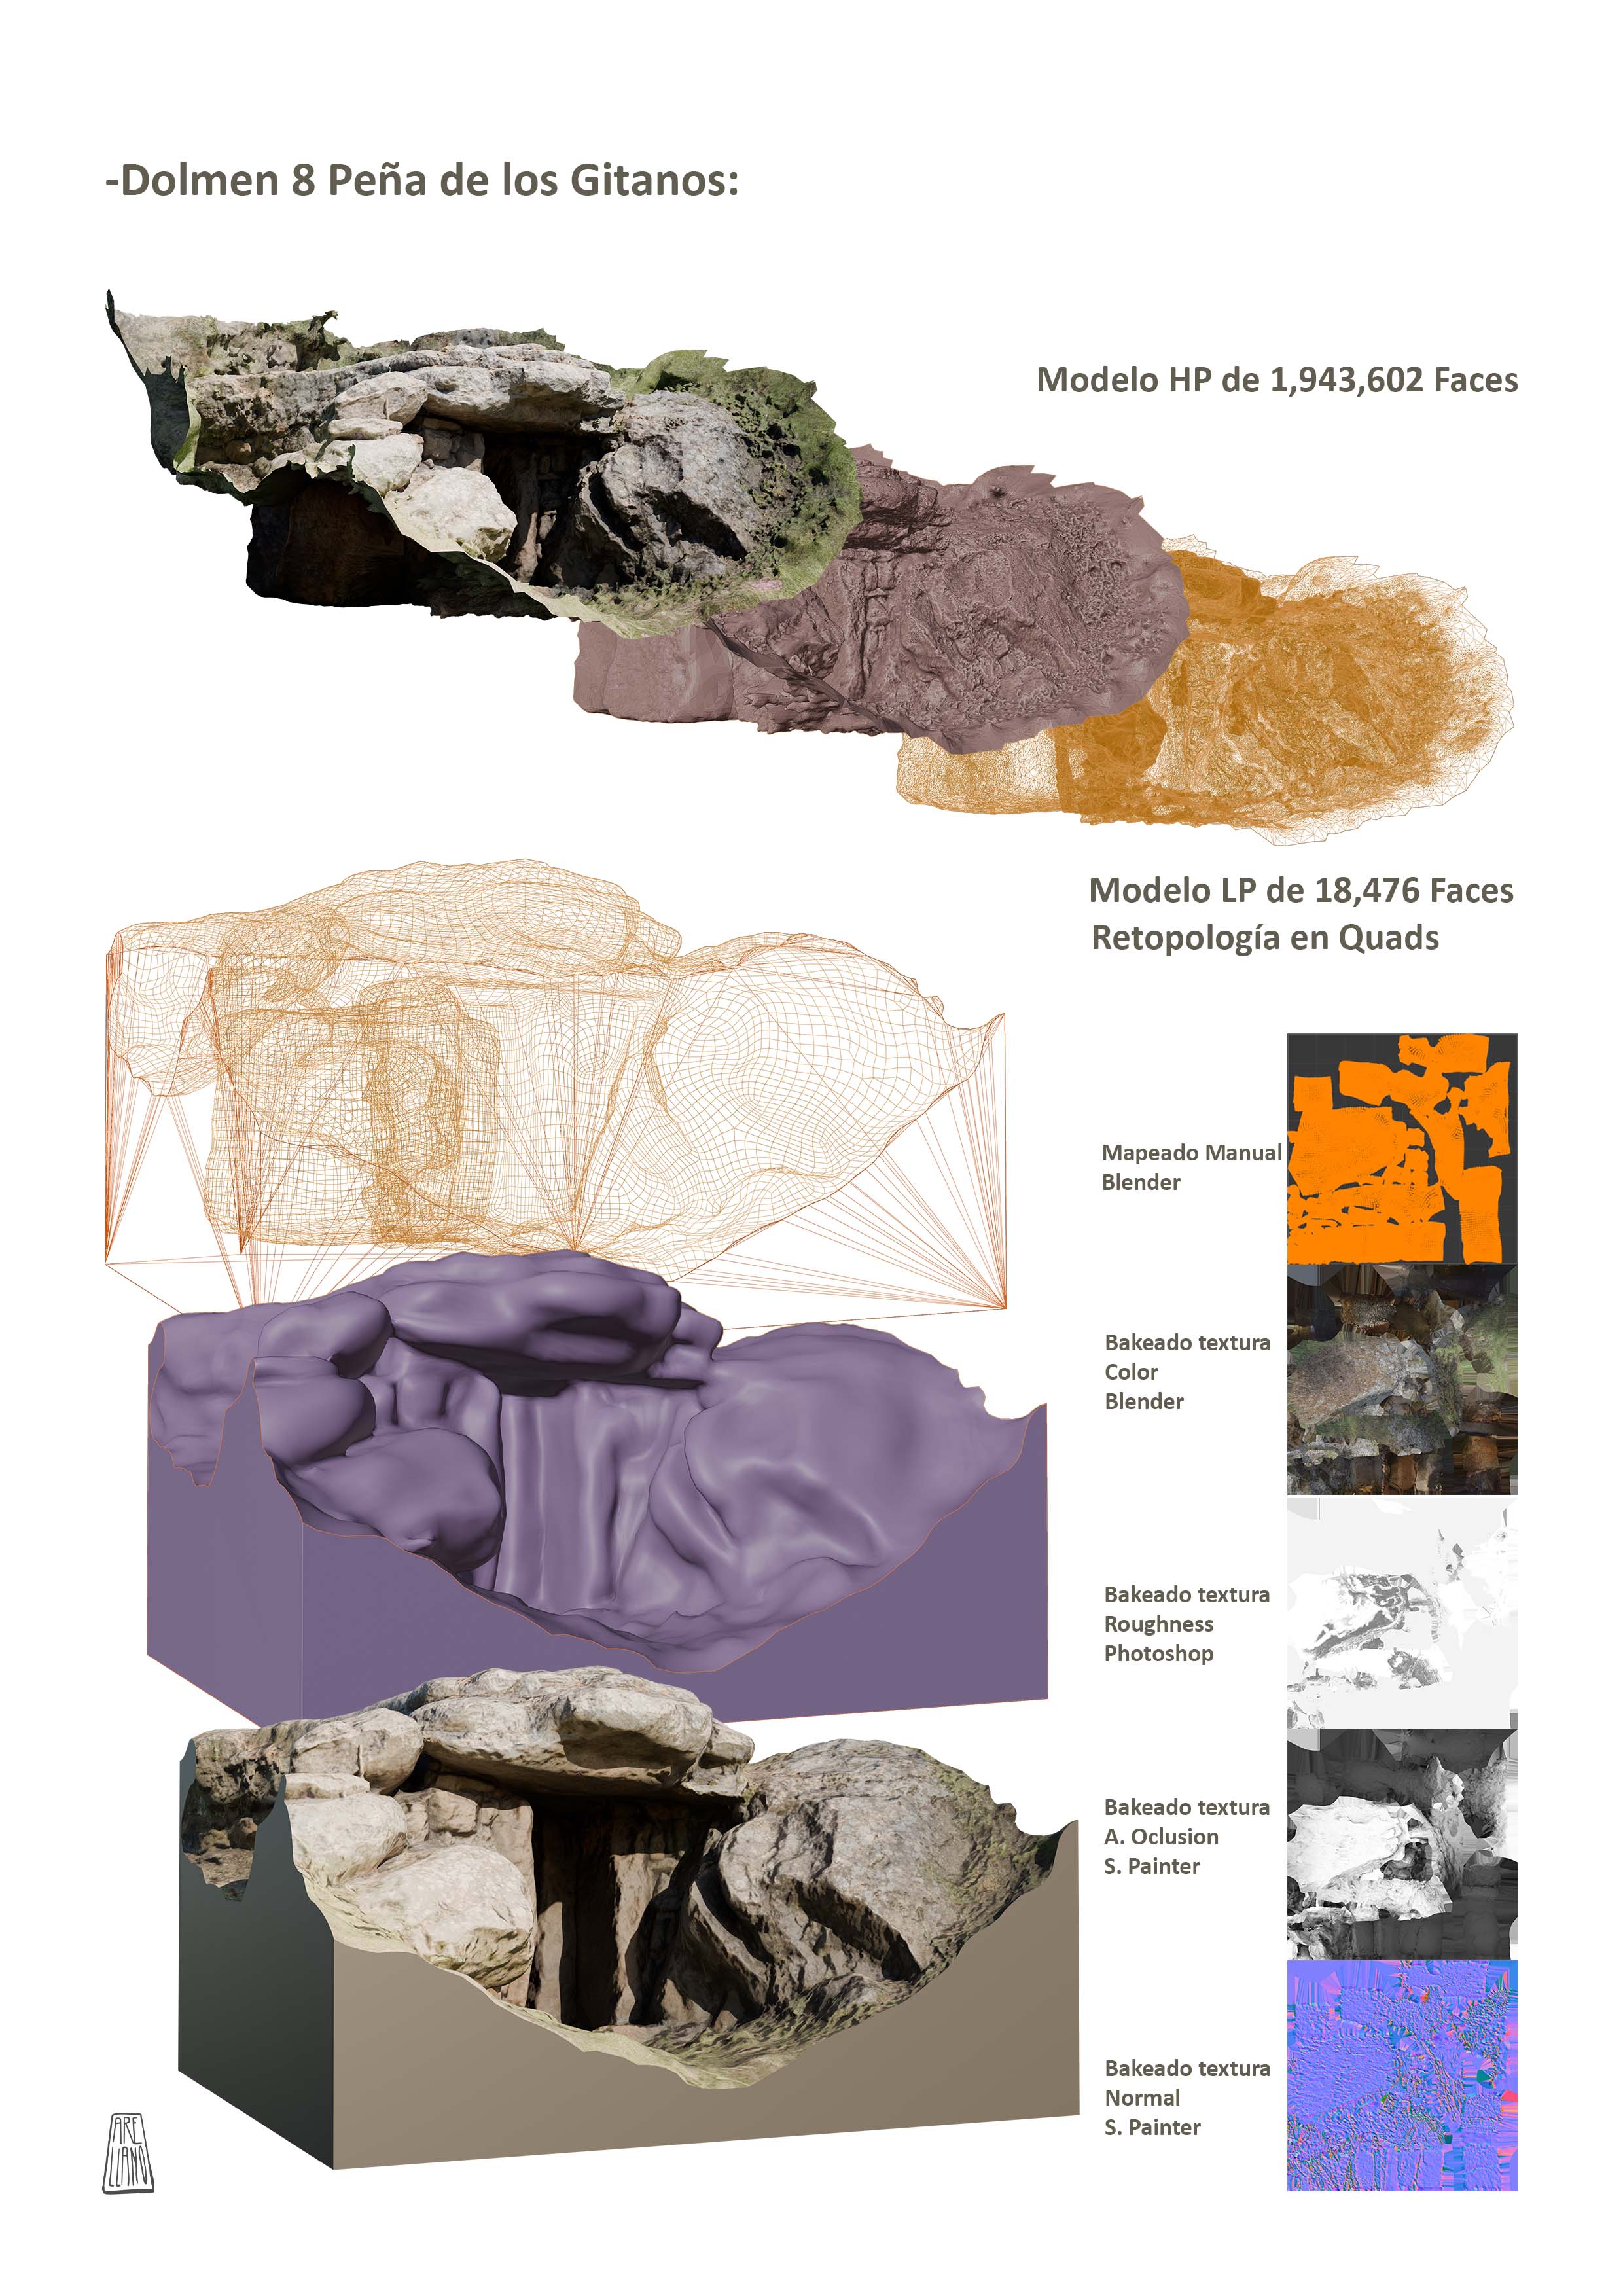 -Dolmen 8 Peña de los Gitanos:
Modelo HP de 1,943,602 Faces
Modelo LP de 18,476 Faces
Retopología en Quads
Mapeado Manual
Blender
Bakeado textura
Color
Blender
Bakeado textura
Roughness
Photoshop
Bakeado textura
A. Oclusion
S. Painter
Bakeado textura
Normal
S. Painter
ARE
LLANO